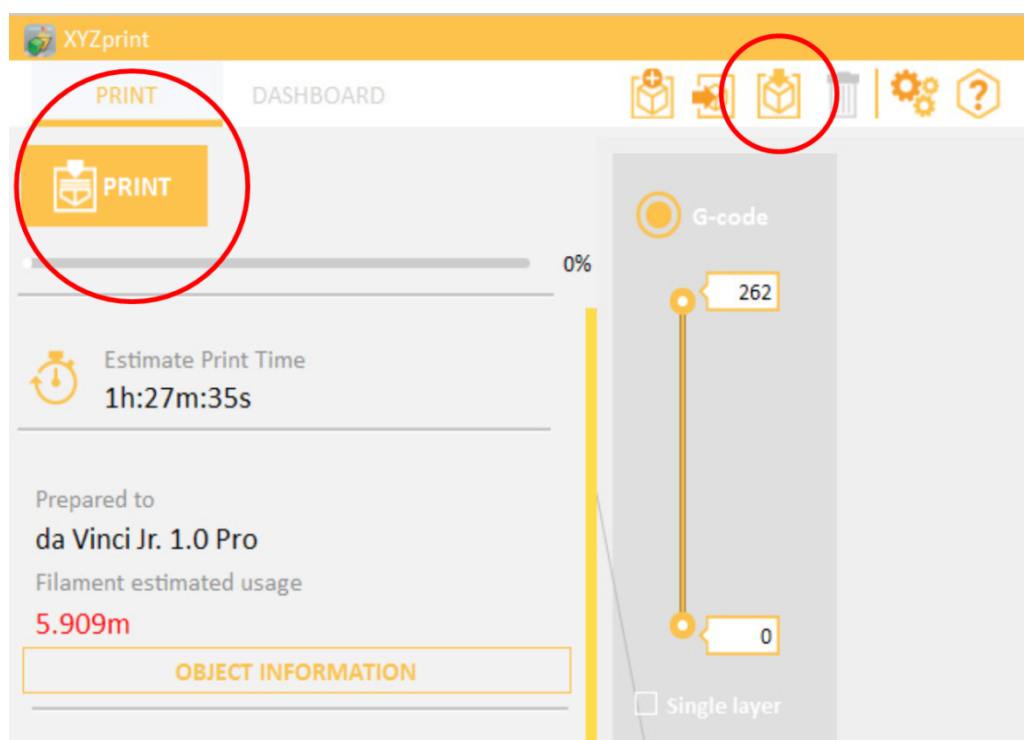 XYZprint
PRINT
DASHBOARD
?
PRINT
0%
Estimate Print Time
1h:27m:35s
Prepared to
da Vinci Jr. 1.0 Pro
Filament estimated usage
5.909m
OBJECT INFORMATION
G-code
262
0
Single layer